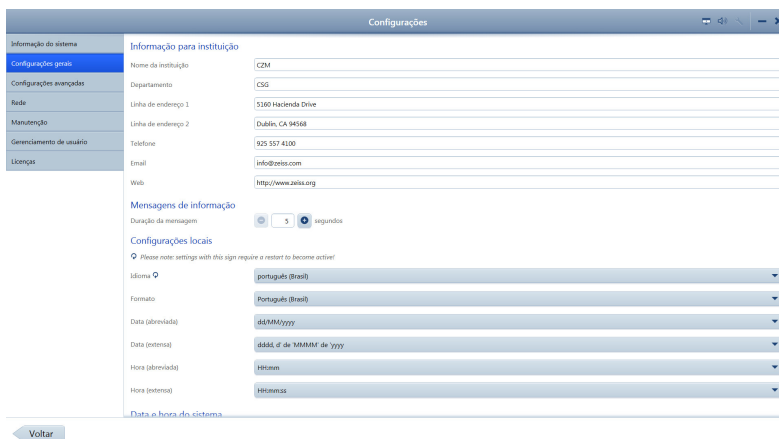 Configurações
Informação do sistema
Configurações gerais
Configurações avançadas
Rede
Manutenção
Gerenciamento de usuário
Licenças
Informação para instituição
Nome da instituição CZM
Departamento CSG
Linha de endereço 1 5160 Hacienda Drive
Linha de endereço 2 Dublin, CA 94568
Telefone 925 557 4100
Email info@zeiss.com
Web http://www.zeiss.org
Mensagens de informação
Duração da mensagem 5 segundos
Configurações locais
Please note: settings with this sign require a restart to become active!
Idioma português (Brasil)
Formato Português (Brasil)
Data (abreviada) dd/MM/yyyy
Data (extensa) dddd, d' de 'MMMM' de 'yyyy
Hora (abreviada) HH:mm
Hora (extensa) HH:mm:ss
Data e hora do sistema
Voltar